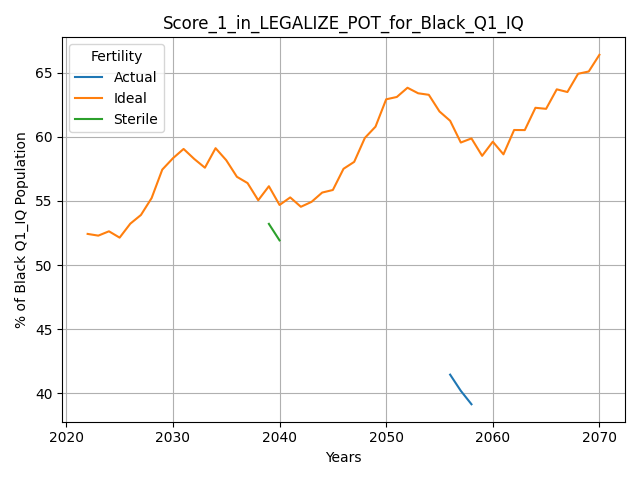 Score_1_in_LEGALIZE_POT_for_Black_Q1_IQ
Fertility
Actual
Ideal
Sterile
% of Black Q1_IQ Population
65
60
55
50
45
40
2020
2030
2040
2050
2060
2070
Years